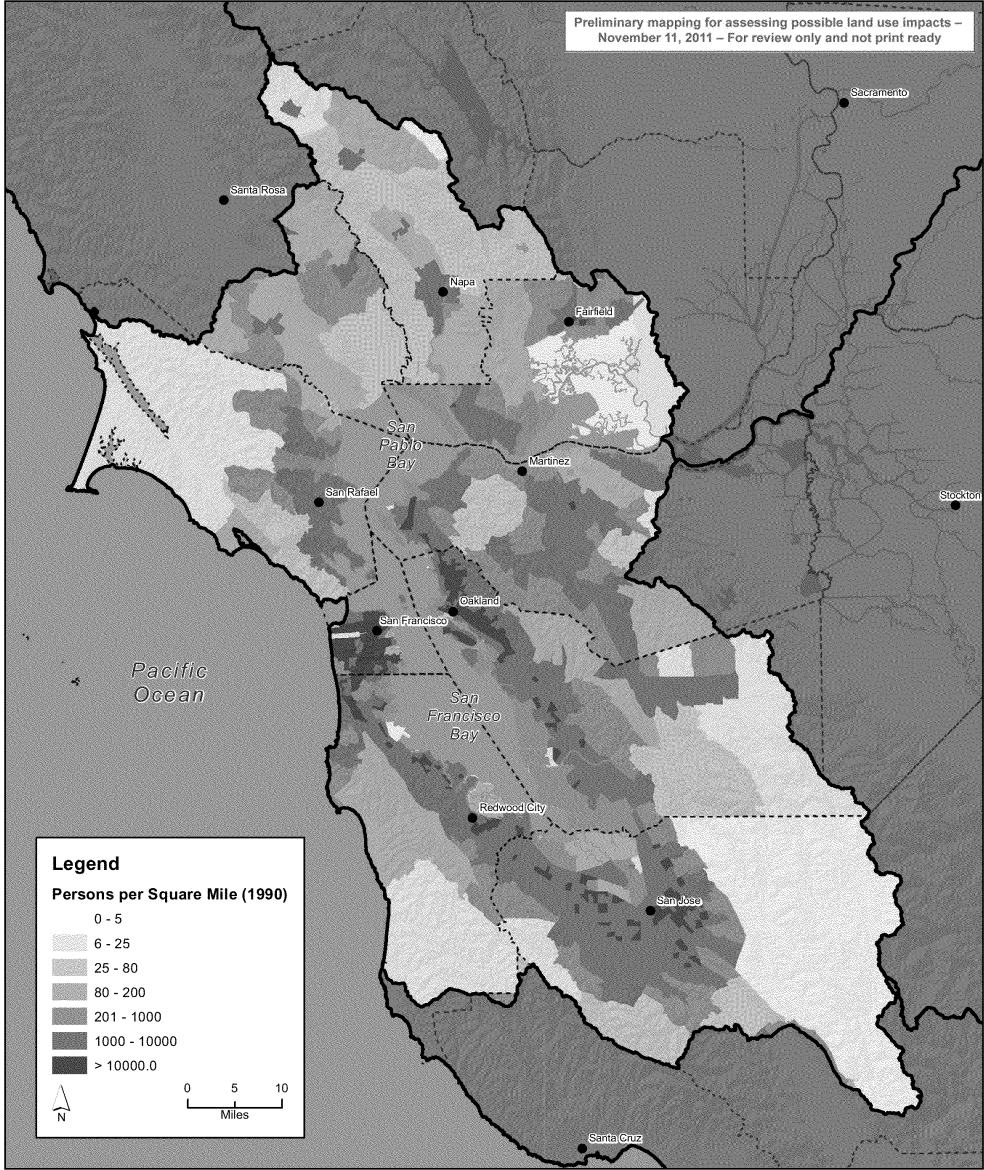 Preliminary mapping for assessing possible land use impacts –
November 11, 2011 – For review only and not print ready
Sacramento
Santa Rosa
Napa
Fairfield
San
Pablo
Bay
Martinez
San Rafael
Stockton
Oakland
San Francisco
Pacific
Ocean
San
Francisco
Bay
Redwood City
San Jose
Legend
Persons per Square Mile (1990)
0 - 5
6 - 25
25 - 80
80 - 200
201 - 1000
1000 - 10000
> 10000.0
0 5 10
Miles
N
Santa Cruz